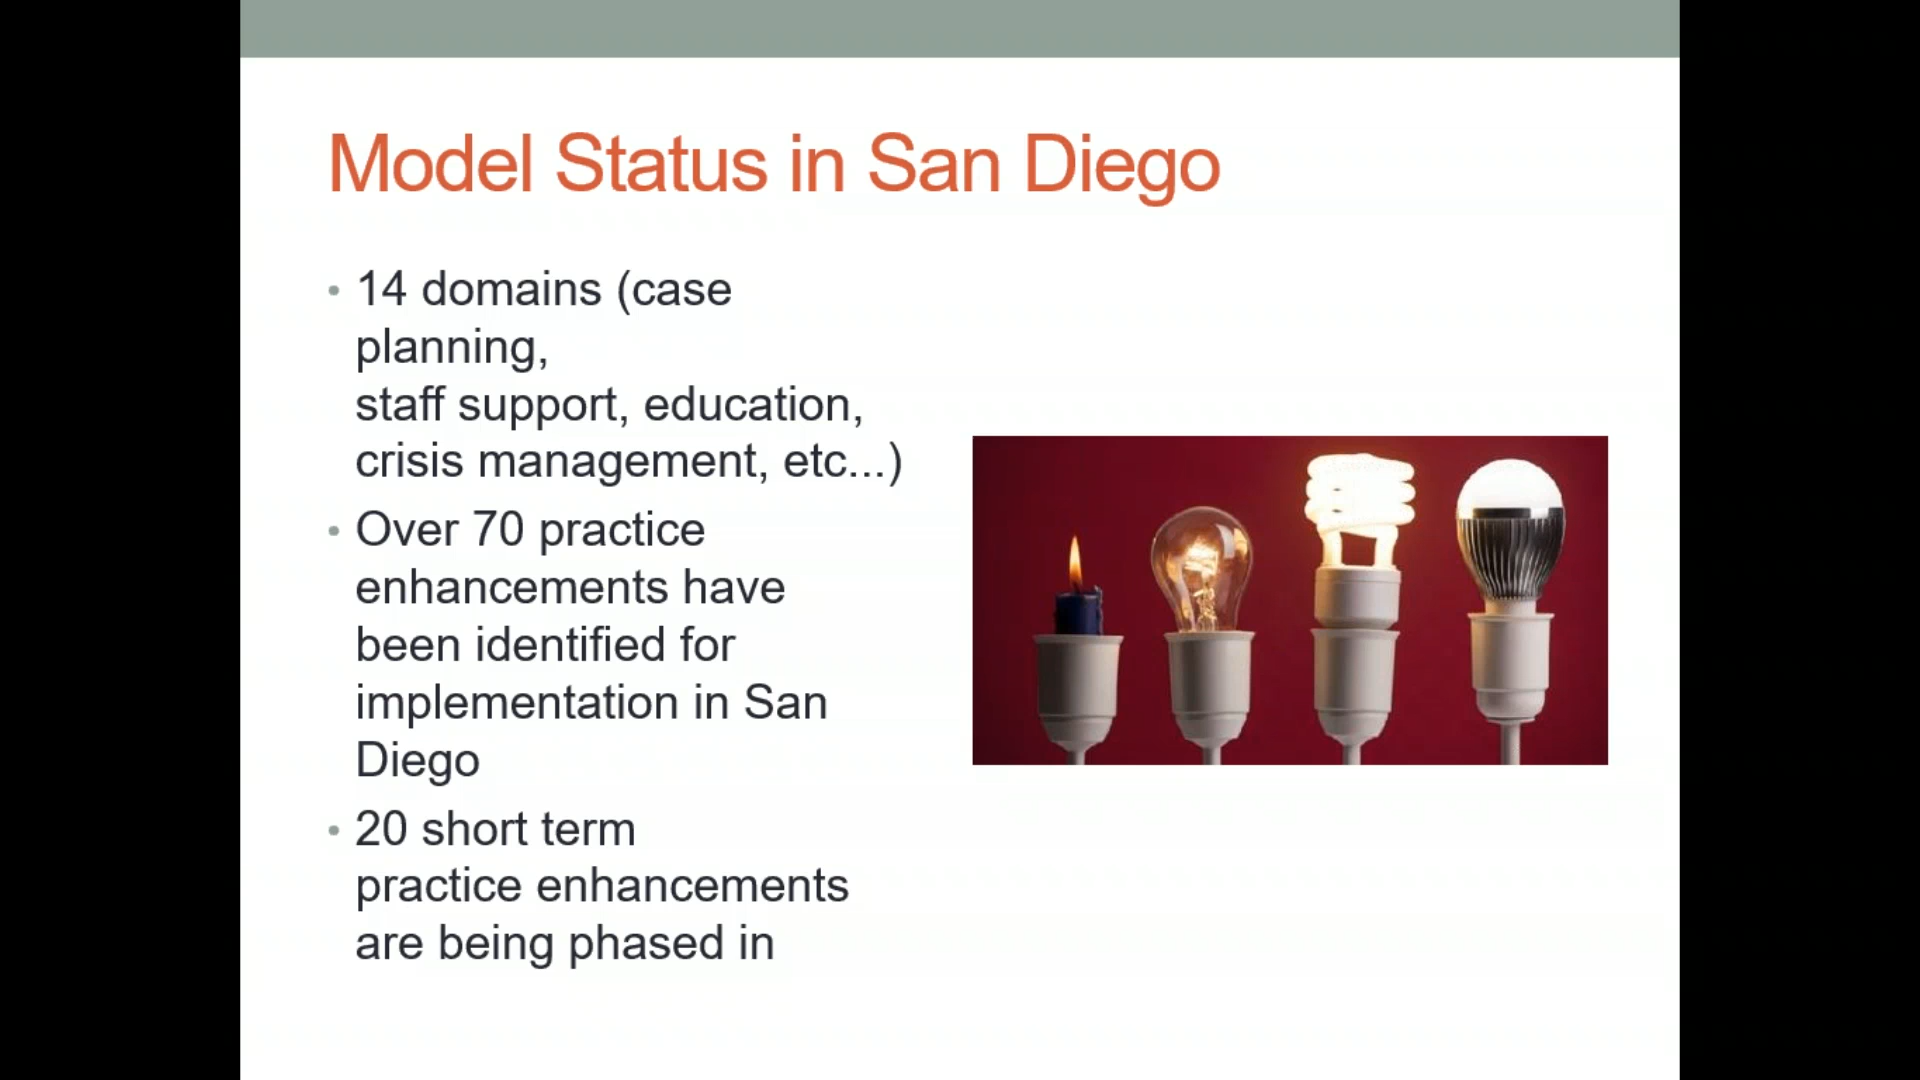 Model Status in San Diego
• 14 domains (case
planning,
staff support, education,
crisis management, etc...)
• Over 70 practice
enhancements have
been identified for
implementation in San
Diego
• 20 short term
practice enhancements
are being phased in